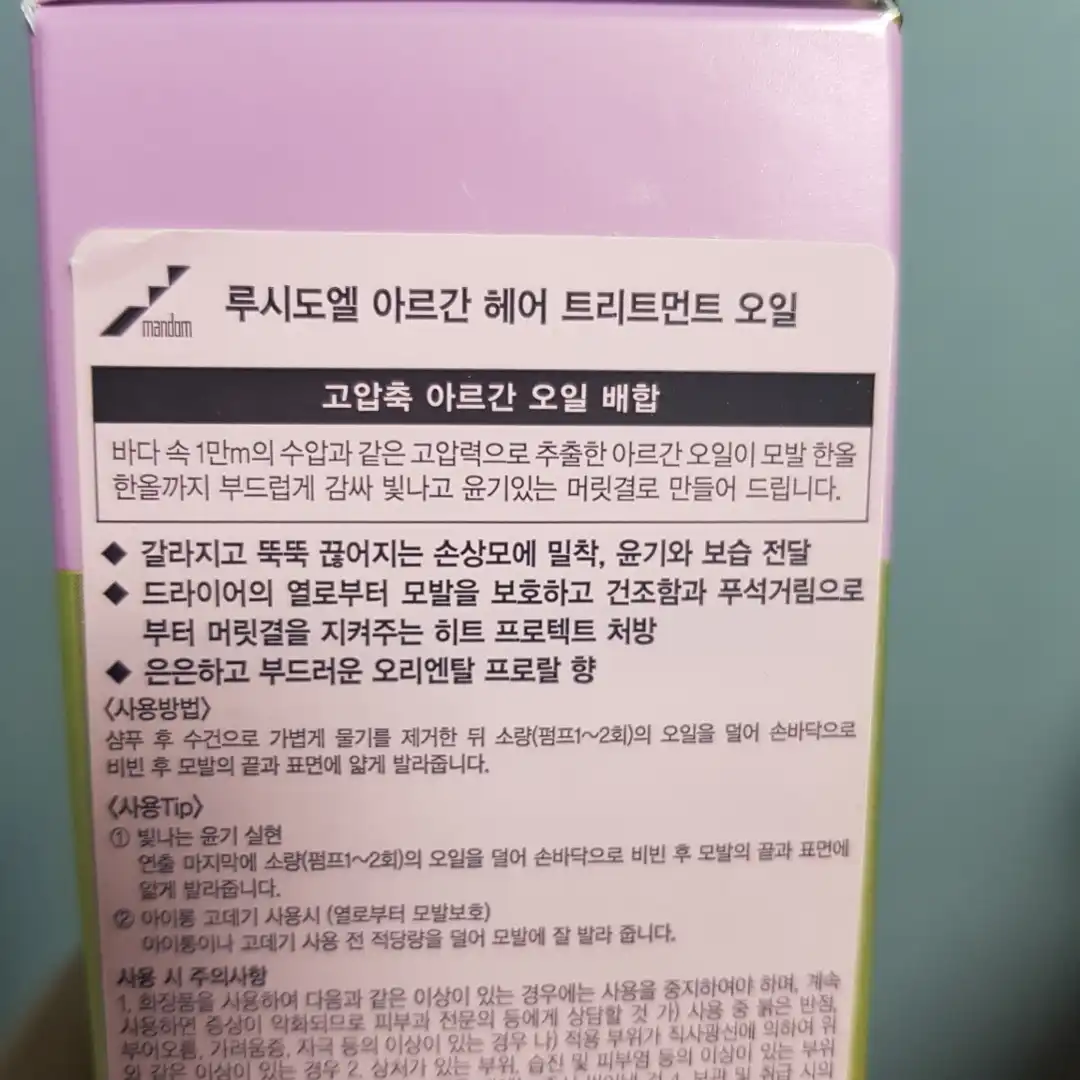 mandom
루시도엘 아르간 헤어 트리트먼트 오일
고압축 아르간 오일 배합
바다 속 1만m의 수압과 같은 고압력으로 추출한 아르간 오일이 모발 한올
한올까지 부드럽게 감싸 빛나고 윤기있는 머릿결로 만들어 드립니다.
◆ 갈라지고 뚝뚝 끊어지는 손상모에 밀착, 윤기와 보습 전달
◆ 드라이어의 열로부터 모발을 보호하고 건조함과 푸석거림으로
부터 머릿결을 지켜주는 히트 프로텍트 처방
◆ 은은하고 부드러운 오리엔탈 프로랄 향
〈사용방법〉
샴푸 후 수건으로 가볍게 물기를 제거한 뒤 소량(펌프1~2회)의 오일을 덜어 손바닥으로
비빈 후 모발의 끝과 표면에 얇게 발라줍니다.
〈사용Tip〉
① 빛나는 윤기 실현
연출 마지막에 소량(펌프1~2회)의 오일을 덜어 손바닥으로 비빈 후 모발의 끝과 표면에
얇게 발라줍니다.
② 아이롱 고데기 사용시 (열로부터 모발보호)
아이롱이나 고데기 사용 전 적당량을 덜어 모발에 잘 발라 줍니다.
사용 시 주의사항
1. 화장품을 사용하여 다음과 같은 이상이 있는 경우에는 사용을 중지하여야 하며, 계속
사용하면 증상이 악화되므로 피부과 전문의 등에게 상담할 것 가) 사용 중 붉은 반점,
부어오름, 가려움증, 자극 등의 이상이 있는 경우 나) 적용 부위가 직사광선에 의하여 위
와 같은 이상이 있는 경우 2. 상처가 있는 부위, 습진 및 피부염 등의 이상이 있는 부위
보관 및 취급 시의